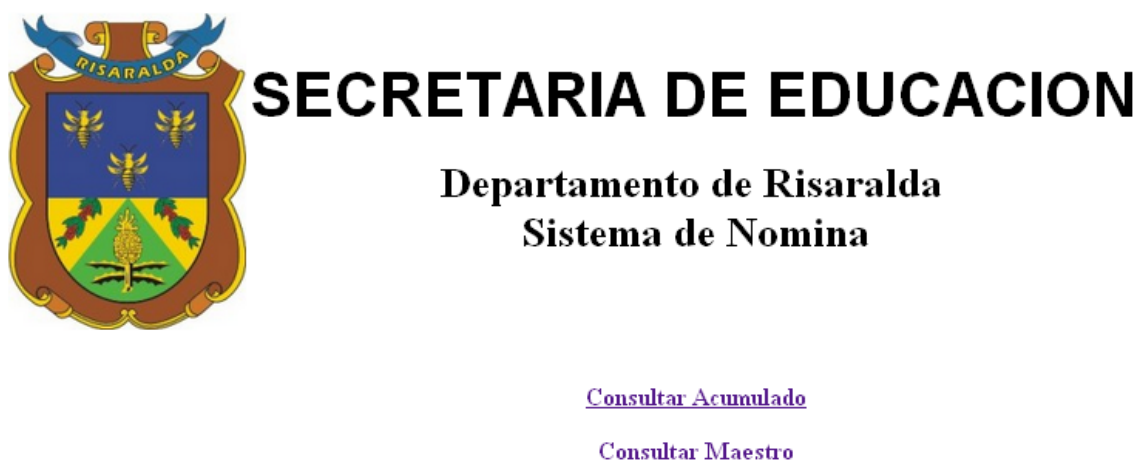 RISARALDA
SECRETARIA DE EDUCACION
Departamento de Risaralda
Sistema de Nomina
Consultar Acumulado
Consultar Maestro